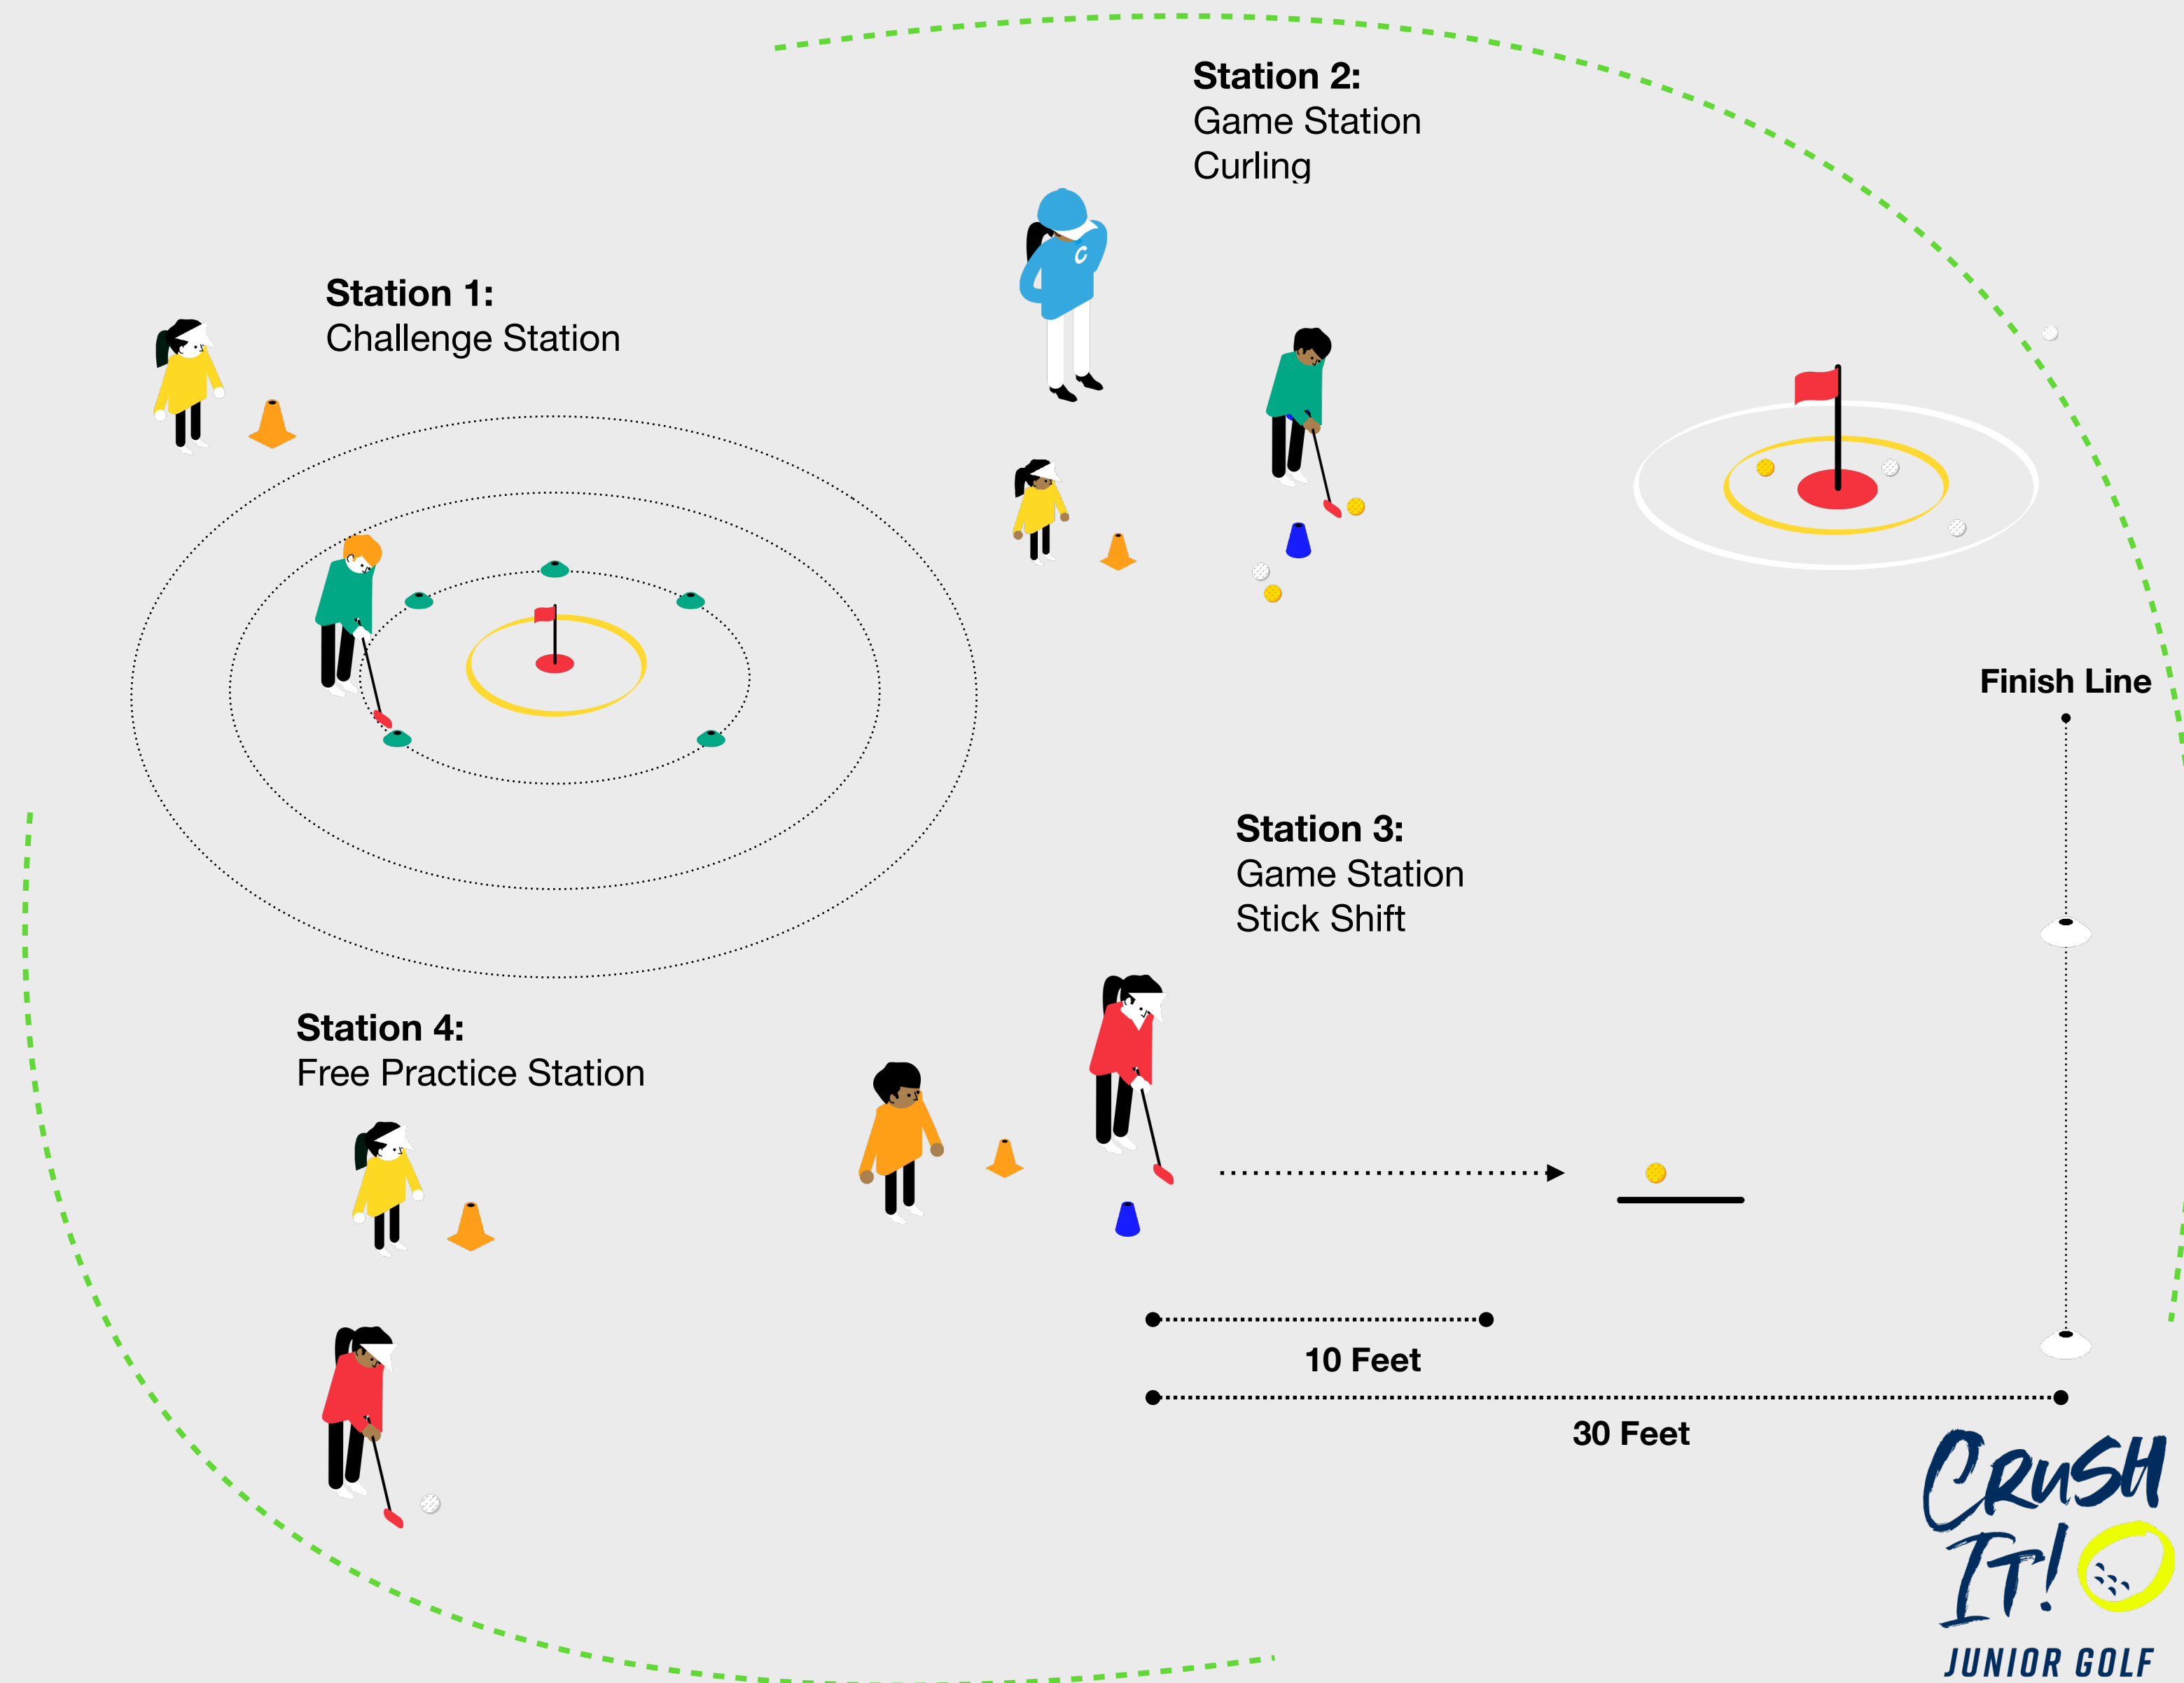 Station 2:
Game Station
Curling
C
Station 1:
Challenge Station
Finish Line
Station 3:
Game Station
Stick Shift
Station 4:
Free Practice Station
10 Feet
30 Feet
CRuSH
IT!
JUNIOR GOLF